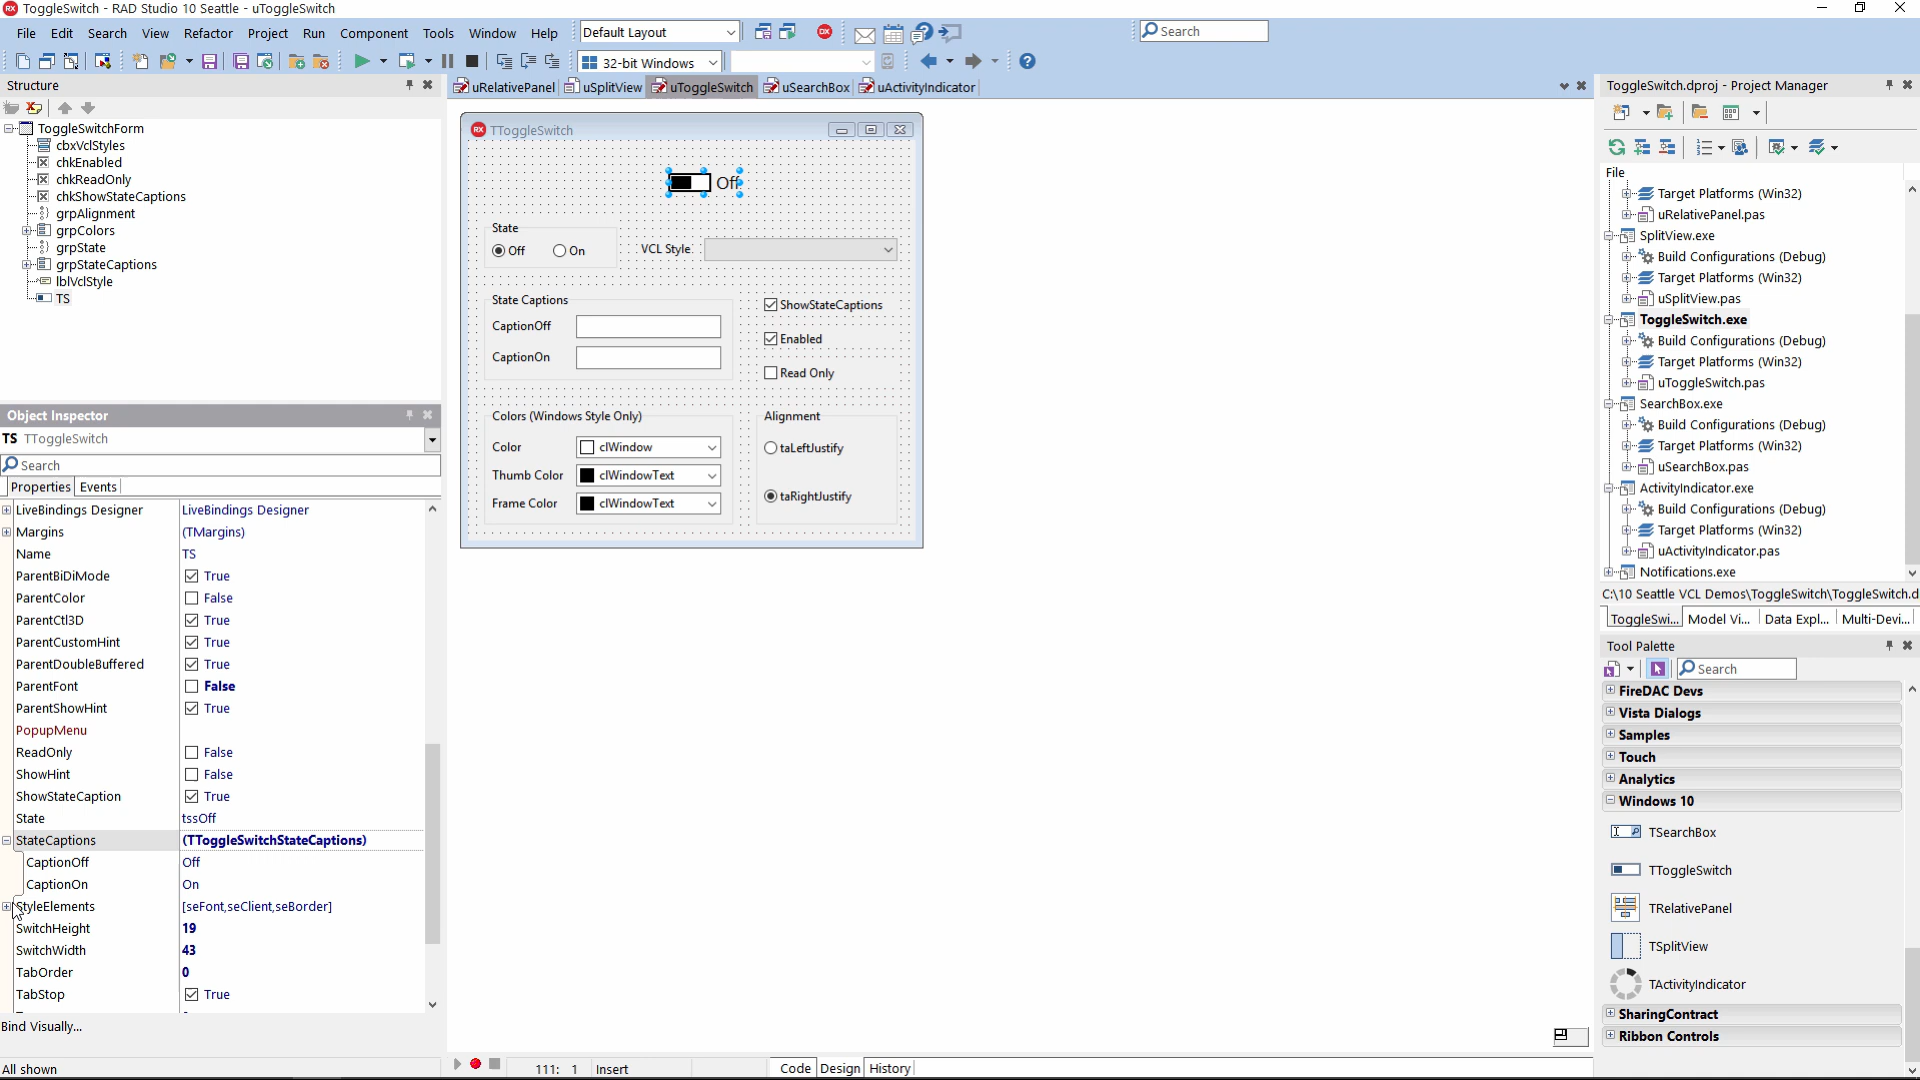 ToggleSwitch - RAD Studio 10 Seattle - uToggleSwitch
File Edit Search View Refactor Project Run Component Tools Window Help
Default Layout
Search
32-bit Windows
Structure
ToggleSwitchForm
cbxVclStyles
chkEnabled
chkReadOnly
chkShowStateCaptions
grpAlignment
grpColors
grpState
grpStateCaptions
lblVclStyle
TS
Object Inspector
TS TToggleSwitch
Search
Properties Events
LiveBindings Designer LiveBindings Designer
Margins (TMargins)
Name TS
ParentBiDiMode True
ParentColor False
ParentCtl3D True
ParentCustomHint True
ParentDoubleBuffered True
ParentFont False
ParentShowHint True
PopupMenu
ReadOnly False
ShowHint False
ShowStateCaption True
State tssOff
StateCaptions (TToggleSwitchStateCaptions)
CaptionOff Off
CaptionOn On
StyleElements [seFont,seClient,seBorder]
SwitchHeight 19
SwitchWidth 43
TabOrder 0
TabStop True
Bind Visually...
All shown
uRelativePanel uSplitView uToggleSwitch uSearchBox uActivityIndicator
TToggleSwitch
Off
State
Off On
VCL Style
State Captions
CaptionOff
CaptionOn
ShowStateCaptions
Enabled
Read Only
Colors (Windows Style Only)
Color clWindow
Thumb Color clWindowText
Frame Color clWindowText
Alignment
taLeftJustify
taRightJustify
111: 1 Insert
Code Design History
ToggleSwitch.dproj - Project Manager
File
Target Platforms (Win32)
uRelativePanel.pas
SplitView.exe
Build Configurations (Debug)
Target Platforms (Win32)
uSplitView.pas
ToggleSwitch.exe
Build Configurations (Debug)
Target Platforms (Win32)
uToggleSwitch.pas
SearchBox.exe
Build Configurations (Debug)
Target Platforms (Win32)
uSearchBox.pas
ActivityIndicator.exe
Build Configurations (Debug)
Target Platforms (Win32)
uActivityIndicator.pas
Notifications.exe
C:\10 Seattle VCL Demos\ToggleSwitch\ToggleSwitch.d
ToggleSwi... Model Vi... Data Expl... Multi-Devi...
Tool Palette
Search
FireDAC Devs
Vista Dialogs
Samples
Touch
Analytics
Windows 10
TSearchBox
TToggleSwitch
TRelativePanel
TSplitView
TActivityIndicator
SharingContract
Ribbon Controls